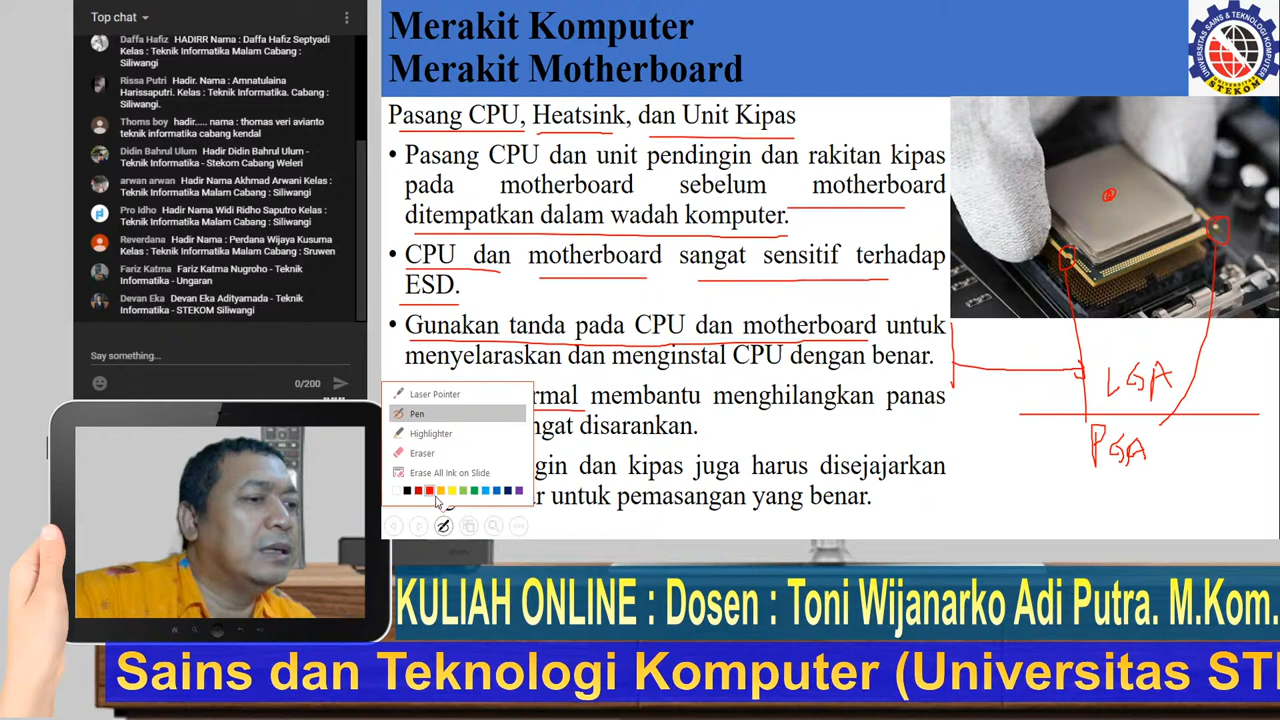 Top chat
Daffa Hafiz HADIRR Nama : Daffa Hafiz Septyadi
Kelas : Teknik Informatika Malam Cabang :
Siliwangi
Rissa Putri Hadir. Nama : Amnatulaina
Harissaputri. Kelas : Teknik Informatika. Cabang :
Siliwangi.
Thoms boy hadir..... nama : thomas veri avianto
teknik informatika cabang kendal
Didin Bahrul Ulum Hadir Didin Bahrul Ulum -
Teknik Informatika - Stekom Cabang Weleri
arwan arwan Hadir Nama Akhmad Arwani Kelas :
Teknik Informatika Malam Cabang : Siliwangi
Pro Idho Hadir Nama Widi Ridho Saputro Kelas :
Teknik Informatika Malam Cabang : Siliwangi
Reverdana Hadir Nama : Perdana Wijaya Kusuma
Kelas : Teknik Informatika Malam Cabang : Sruwen
Fariz Katma Fariz Katma Nugroho - Teknik
Informatika - Ungaran
Devan Eka Devan Eka Adityamada - Teknik
Informatika - STEKOM Siliwangi
Say something...
0/200
Merakit Komputer
Merakit Motherboard
UNIVERSITAS SAINS & TEKNOLOGI KOMPUTER
STEKOM
Pasang CPU, Heatsink, dan Unit Kipas
• Pasang CPU dan unit pendingin dan rakitan kipas
pada motherboard sebelum motherboard
ditempatkan dalam wadah komputer.
• CPU dan motherboard sangat sensitif terhadap
ESD.
• Gunakan tanda pada CPU dan motherboard untuk
menyelaraskan dan menginstal CPU dengan benar.
rmal membantu menghilangkan panas
ngat disarankan.
gin dan kipas juga harus disejajarkan
r untuk pemasangan yang benar.
Laser Pointer
Pen
Highlighter
Eraser
Erase All Ink on Slide
LGA
PGA
KULIAH ONLINE : Dosen : Toni Wijanarko Adi Putra. M.Kom.
Sains dan Teknologi Komputer (Universitas STE